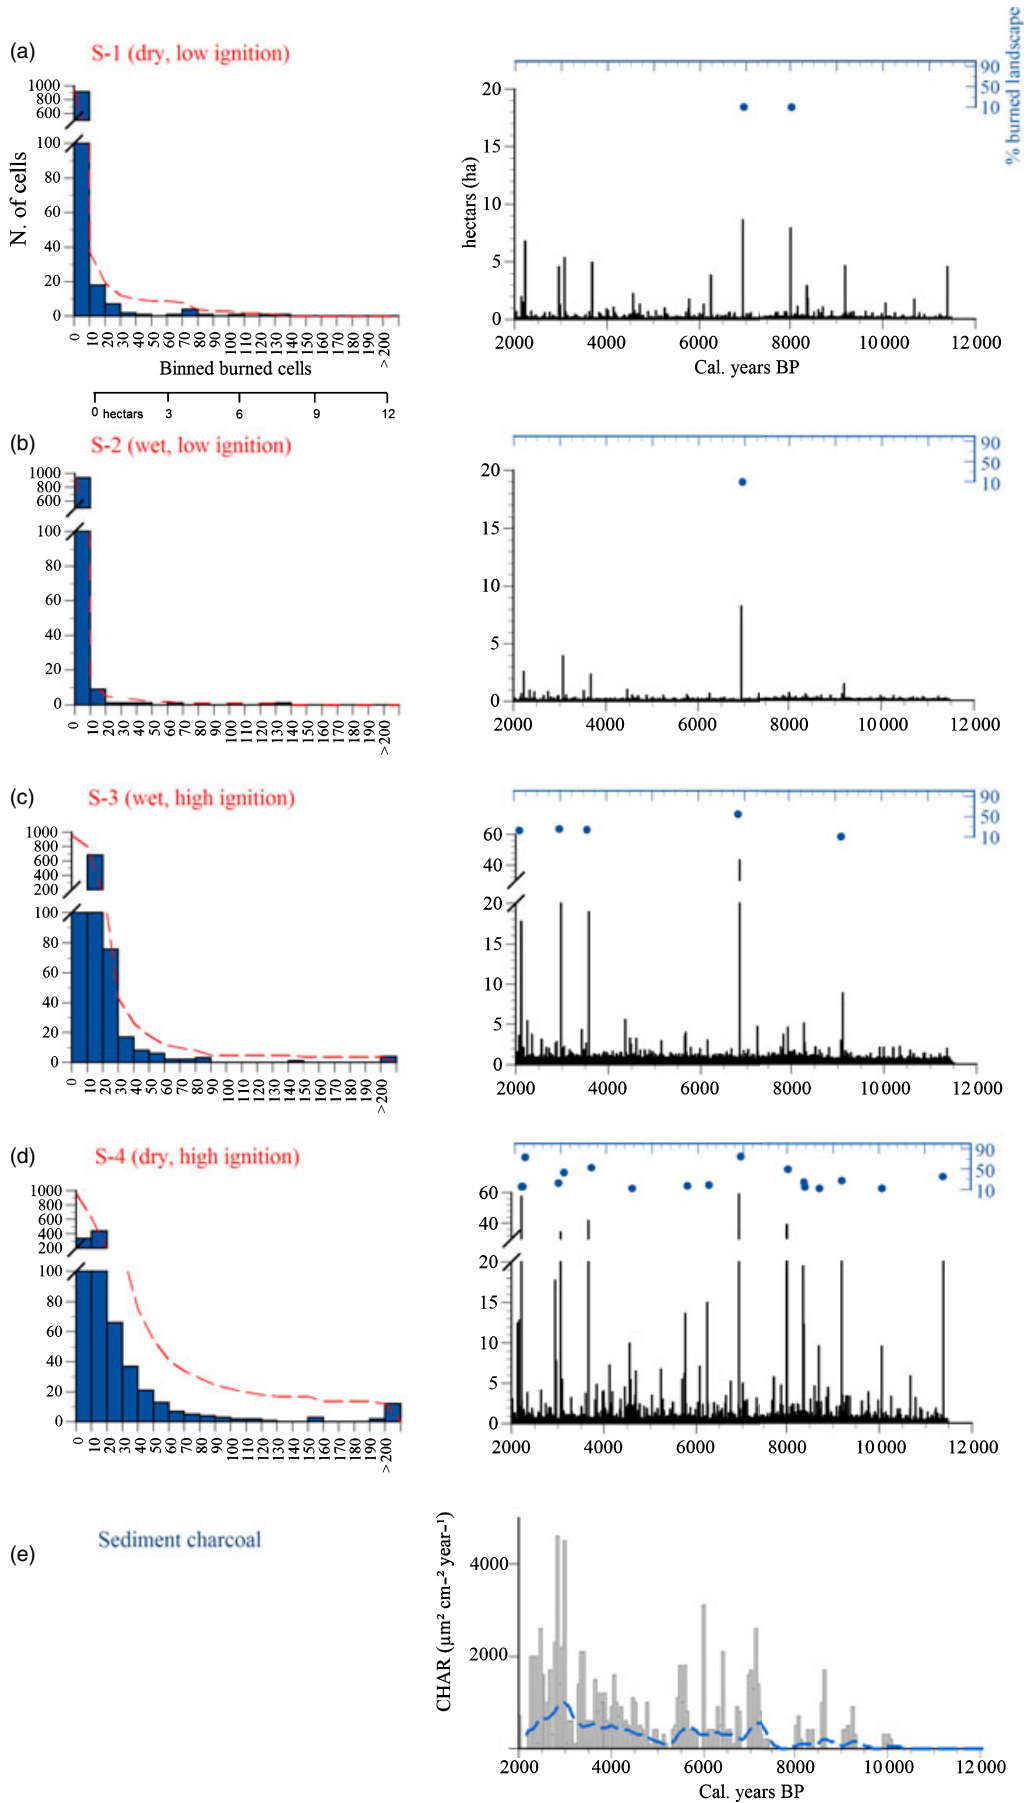 (a)
S-1 (dry, low ignition)
1000
800
600
100
80
60
40
20
0
N. of cells
0 10 20 30 40 50 60 70 80 90 100 110 120 130 140 150 160 170 180 190 >200
Binned burned cells
0 hectars 3 6 9 12
20
15
10
5
0
hectars (ha)
2000 4000 6000 8000 10 000 12 000
Cal. years BP
90
50
10
% burned landscape
(b)
S-2 (wet, low ignition)
1000
800
600
100
80
60
40
20
0
0 10 20 30 40 50 60 70 80 90 100 110 120 130 140 150 160 170 180 190 >200
20
15
10
5
0
2000 4000 6000 8000 10 000 12 000
90
50
10
(c)
S-3 (wet, high ignition)
1000
800
600
400
200
100
80
60
40
20
0
0 10 20 30 40 50 60 70 80 90 100 110 120 130 140 150 160 170 180 190 >200
60
40
20
15
10
5
0
2000 4000 6000 8000 10 000 12 000
90
50
10
(d)
S-4 (dry, high ignition)
1000
800
600
400
200
100
80
60
40
20
0
0 10 20 30 40 50 60 70 80 90 100 110 120 130 140 150 160 170 180 190 >200
60
40
20
15
10
5
0
2000 4000 6000 8000 10 000 12 000
90
50
10
(e)
Sediment charcoal
CHAR (µm² cm-² year-¹)
4000
2000
2000 4000 6000 8000 10 000 12 000
Cal. years BP